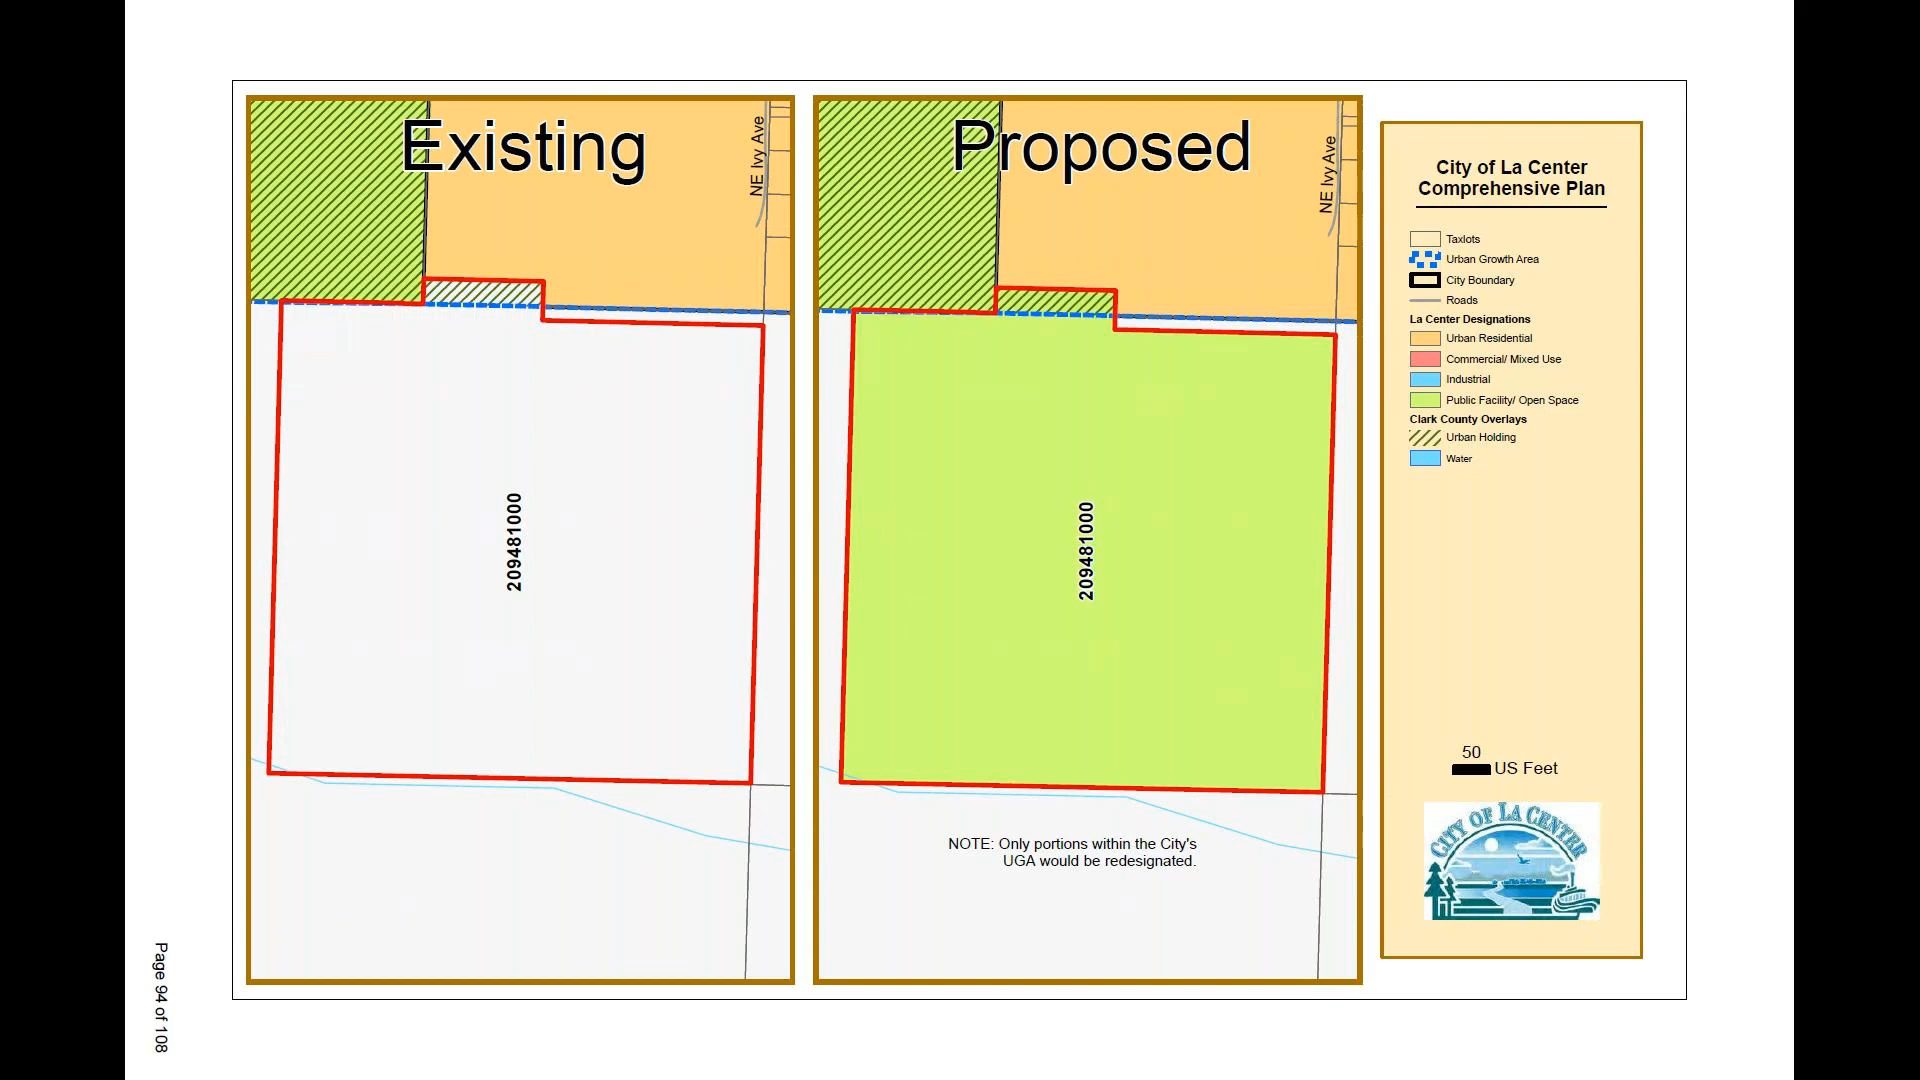 Existing
NE Ivy Ave
209481000
Proposed
NE Ivy Ave
209481000
NOTE: Only portions within the City's
UGA would be redesignated.
City of La Center
Comprehensive Plan
Taxlots
Urban Growth Area
City Boundary
Roads
La Center Designations
Urban Residential
Commercial/ Mixed Use
Industrial
Public Facility/ Open Space
Clark County Overlays
Urban Holding
Water
50
US Feet
CITY OF LA CENTER
Page 94 of 108